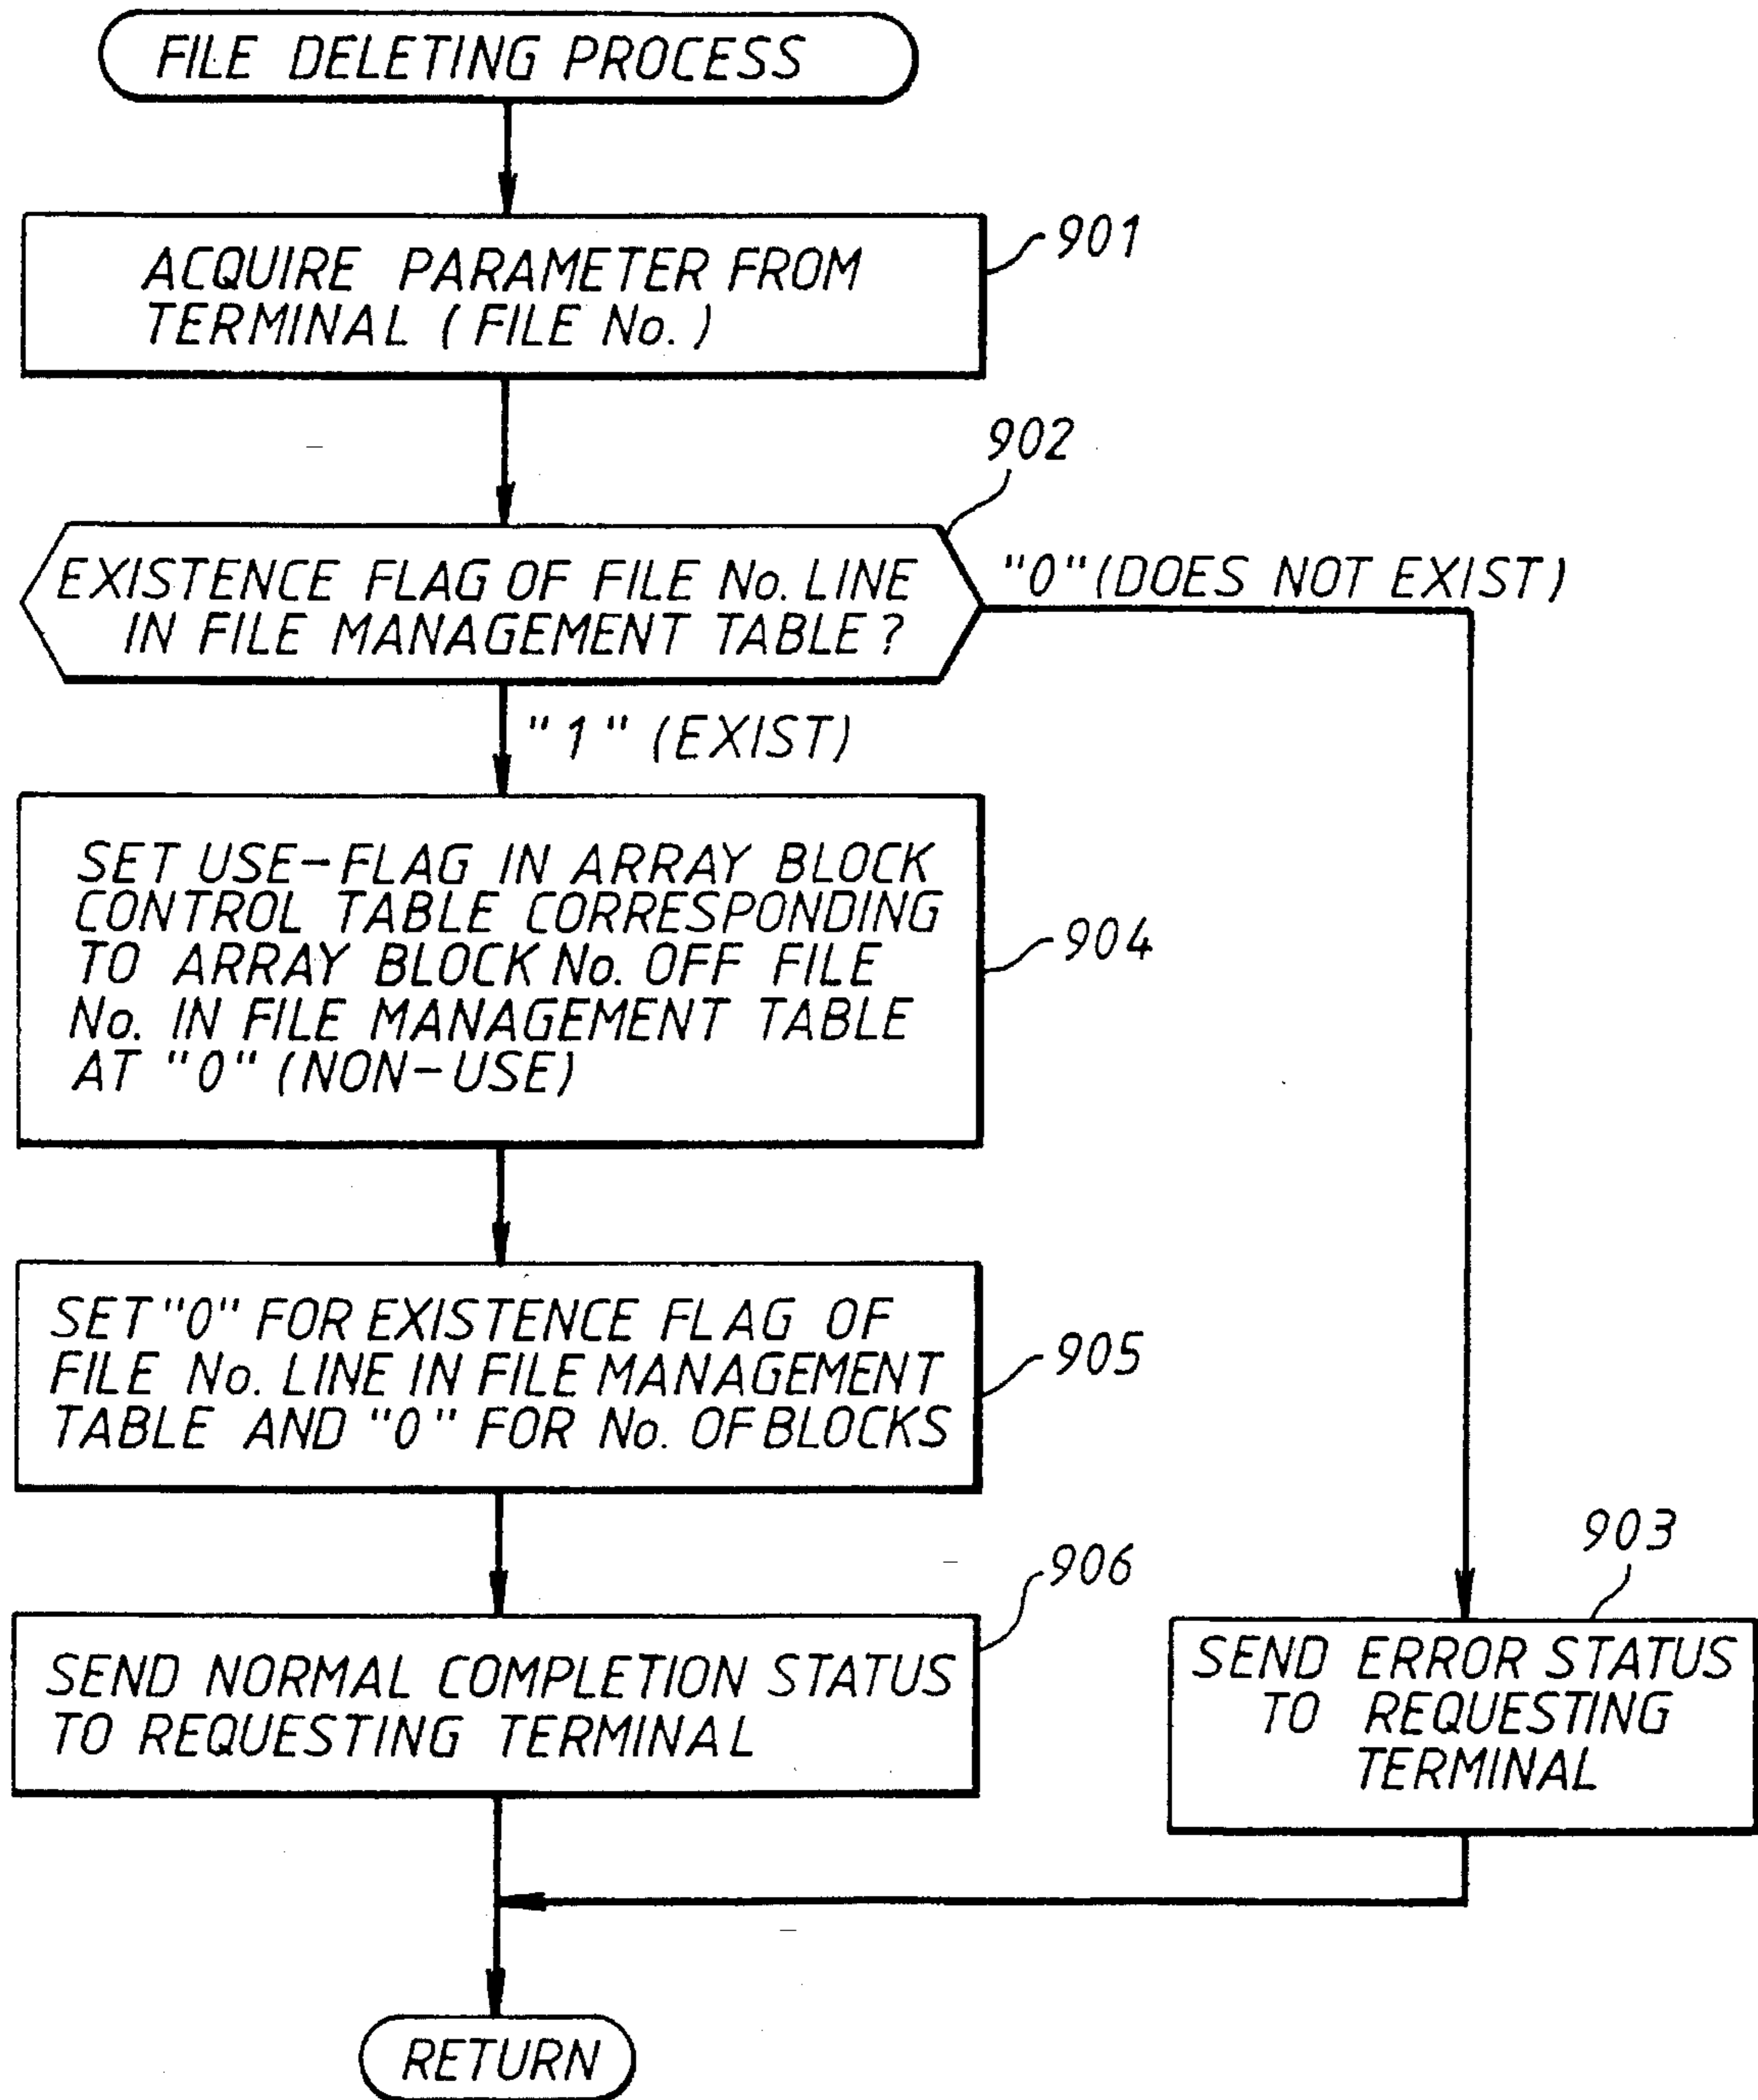 FILE DELETING PROCESS
901
ACQUIRE PARAMETER FROM
TERMINAL (FILE No.)
902
EXISTENCE FLAG OF FILE No. LINE
IN FILE MANAGEMENT TABLE?
"0" (DOES NOT EXIST)
"1" (EXIST)
SET USE-FLAG IN ARRAY BLOCK
CONTROL TABLE CORRESPONDING
TO ARRAY BLOCK No. OFF FILE
No. IN FILE MANAGEMENT TABLE
AT "0" (NON-USE)
904
SET "0" FOR EXISTENCE FLAG OF
FILE No. LINE IN FILE MANAGEMENT
TABLE AND "0" FOR No. OF BLOCKS
905
906
SEND NORMAL COMPLETION STATUS
TO REQUESTING TERMINAL
903
SEND ERROR STATUS
TO REQUESTING
TERMINAL
RETURN